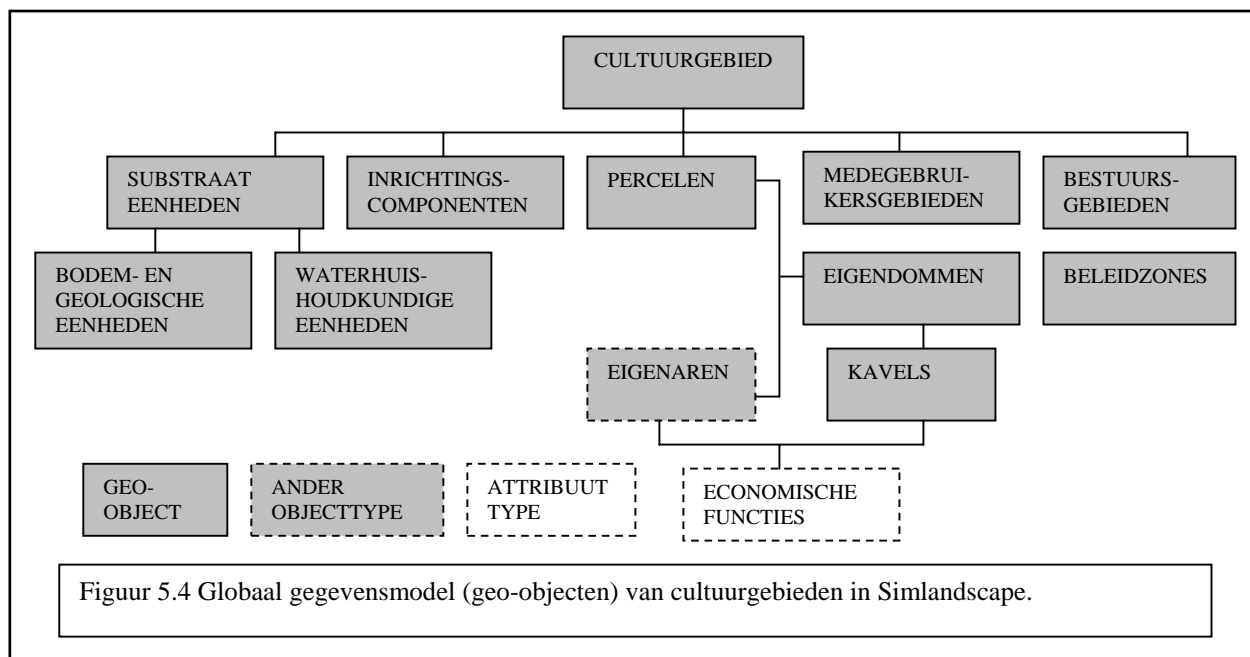 CULTUURGEBIED
SUBSTRAAT
EENHEDEN
INRICHTINGS-
COMPONENTEN
PERCELEN
MEDEGEBRUI-
KERSGEBIEDEN
BESTUURS-
GEBIEDEN
BODEM- EN
GEOLOGISCHE
EENHEDEN
WATERHUIS-
HOUDKUNDIGE
EENHEDEN
EIGENDOMMEN
BELEIDZONES
EIGENAREN
KAVELS
GEO-
OBJECT
ANDER
OBJECTTYPE
ATTRIBUUT
TYPE
ECONOMISCHE
FUNCTIES
Figuur 5.4 Globaal gegevensmodel (geo-objecten) van cultuurgebieden in Simlandscape.